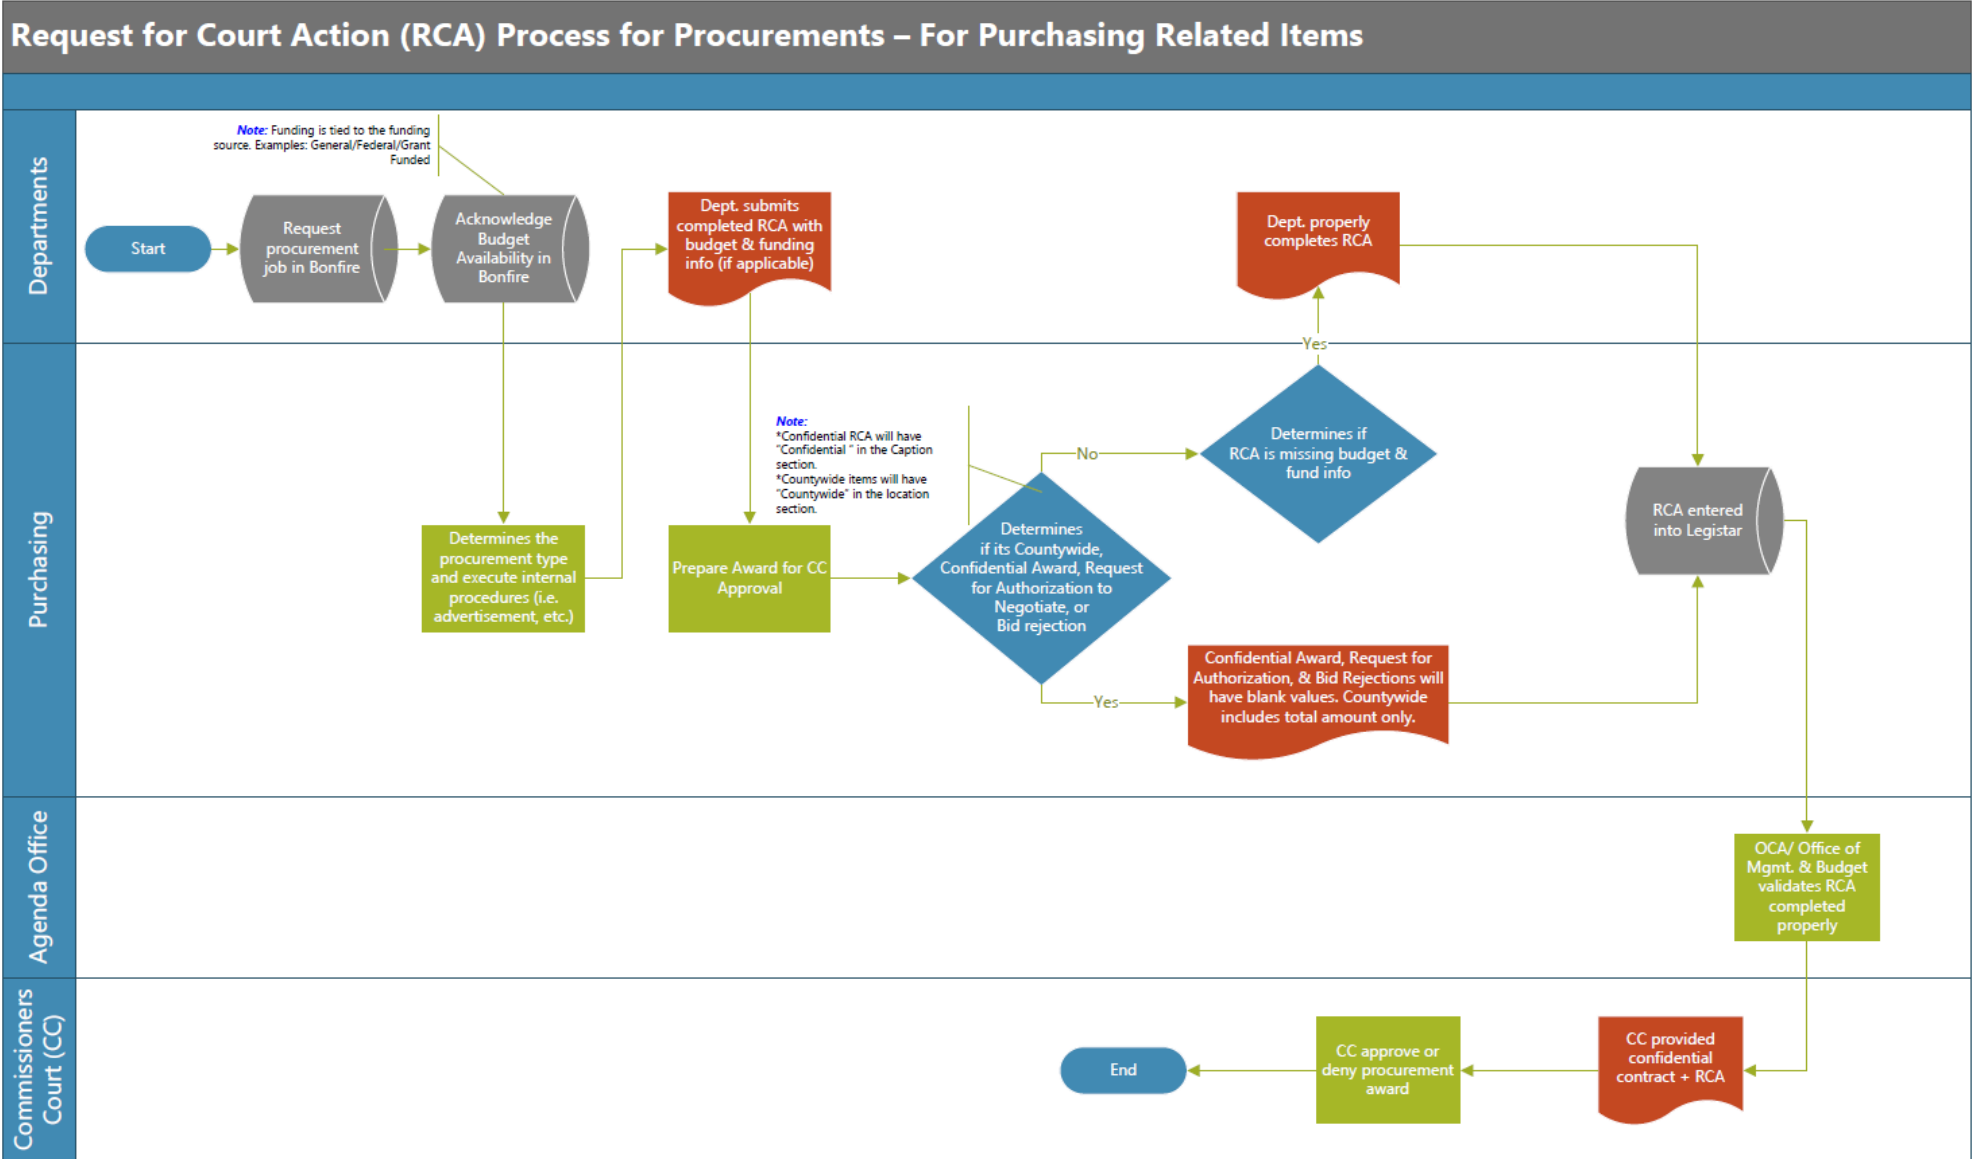 Request for Court Action (RCA) Process for Procurements – For Purchasing Related Items
Departments
Note: Funding is tied to the funding
source. Examples: General/Federal/Grant
Funded
Start
Request
procurement
job in Bonfire
Acknowledge
Budget
Availability in
Bonfire
Dept. submits
completed RCA with
budget & funding
info (if applicable)
Dept. properly
completes RCA
Yes
Purchasing
Determines the
procurement type
and execute internal
procedures (i.e.
advertisement, etc.)
Prepare Award for CC
Approval
Note:
*Confidential RCA will have
"Confidential " in the Caption
section.
*Countywide items will have
"Countywide" in the location
section.
Determines
if its Countywide,
Confidential Award, Request
for Authorization to
Negotiate, or
Bid rejection
No
Determines if
RCA is missing budget &
fund info
Yes
Confidential Award, Request for
Authorization, & Bid Rejections will
have blank values. Countywide
includes total amount only.
RCA entered
into Legistar
Agenda Office
OCA/ Office of
Mgmt. & Budget
validates RCA
completed
properly
Commissioners
Court (CC)
End
CC approve or
deny procurement
award
CC provided
confidential
contract + RCA